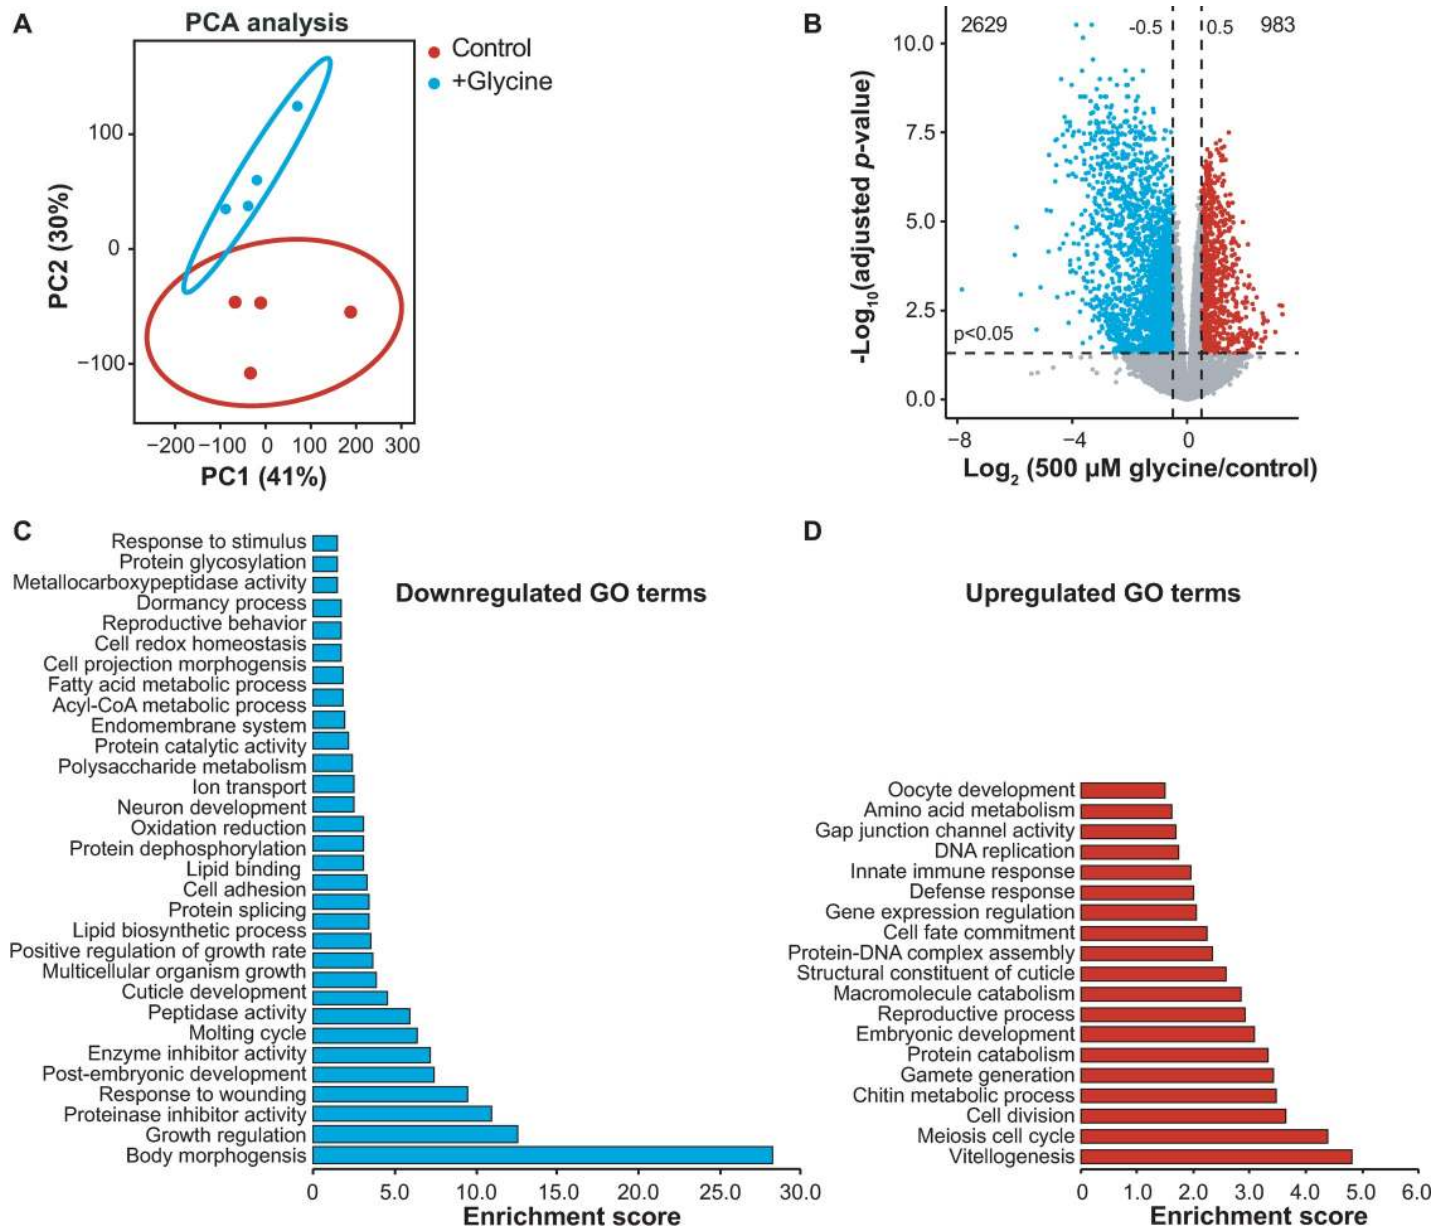 A
PCA analysis
Control
+Glycine
PC2 (30%)
100
0
−100
−200
−100
0
100
200
300
PC1 (41%)
B
2629
-0.5
0.5
983
-Log10(adjusted p-value)
10.0
7.5
5.0
2.5
0.0
p<0.05
−8
−4
0
Log2 (500 µM glycine/control)
C
Downregulated GO terms
Response to stimulus
Protein glycosylation
Metallocarboxypeptidase activity
Dormancy process
Reproductive behavior
Cell redox homeostasis
Cell projection morphogensis
Fatty acid metabolic process
Acyl-CoA metabolic process
Endomembrane system
Protein catalytic activity
Polysaccharide metabolism
Ion transport
Neuron development
Oxidation reduction
Protein dephosphorylation
Lipid binding
Cell adhesion
Protein splicing
Lipid biosynthetic process
Positive regulation of growth rate
Multicellular organism growth
Cuticle development
Peptidase activity
Molting cycle
Enzyme inhibitor activity
Post-embryonic development
Response to wounding
Proteinase inhibitor activity
Growth regulation
Body morphogensis
0
5.0
10.0
15.0
20.0
25.0
30.0
Enrichment score
D
Upregulated GO terms
Oocyte development
Amino acid metabolism
Gap junction channel activity
DNA replication
Innate immune response
Defense response
Gene expression regulation
Cell fate commitment
Protein-DNA complex assembly
Structural constituent of cuticle
Macromolecule catabolism
Reproductive process
Embryonic development
Protein catabolism
Gamete generation
Chitin metabolic process
Cell division
Meiosis cell cycle
Vitellogenesis
0
1.0
2.0
3.0
4.0
5.0
6.0
Enrichment score